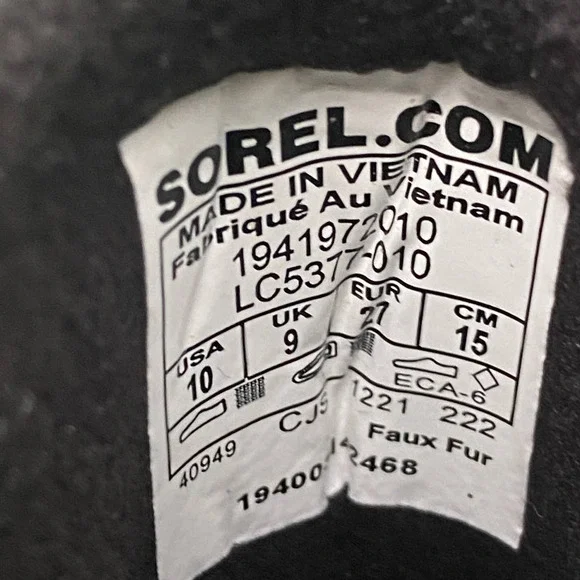 SOREL.COM
MADE IN VIETNAM
Fabriqué Au Vietnam
1941972010
LC5377-010
USA UK EUR CM
10 9 27 15
ECA-6
40949 1221 222
Faux Fur